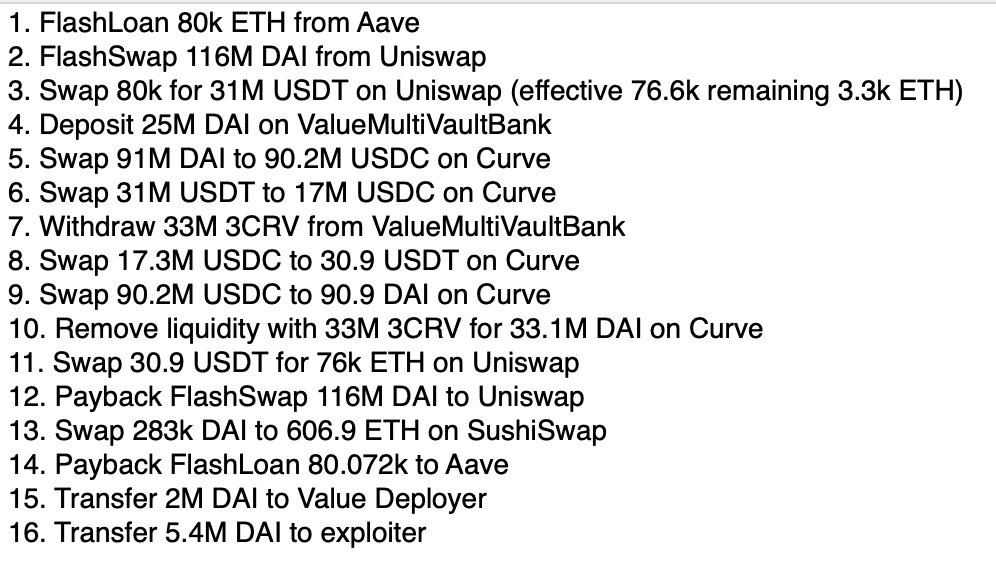 1. FlashLoan 80k ETH from Aave
2. FlashSwap 116M DAI from Uniswap
3. Swap 80k for 31M USDT on Uniswap (effective 76.6k remaining 3.3k ETH)
4. Deposit 25M DAI on ValueMultiVaultBank
5. Swap 91M DAI to 90.2M USDC on Curve
6. Swap 31M USDT to 17M USDC on Curve
7. Withdraw 33M 3CRV from ValueMultiVaultBank
8. Swap 17.3M USDC to 30.9 USDT on Curve
9. Swap 90.2M USDC to 90.9 DAI on Curve
10. Remove liquidity with 33M 3CRV for 33.1M DAI on Curve
11. Swap 30.9 USDT for 76k ETH on Uniswap
12. Payback FlashSwap 116M DAI to Uniswap
13. Swap 283k DAI to 606.9 ETH on SushiSwap
14. Payback FlashLoan 80.072k to Aave
15. Transfer 2M DAI to Value Deployer
16. Transfer 5.4M DAI to exploiter